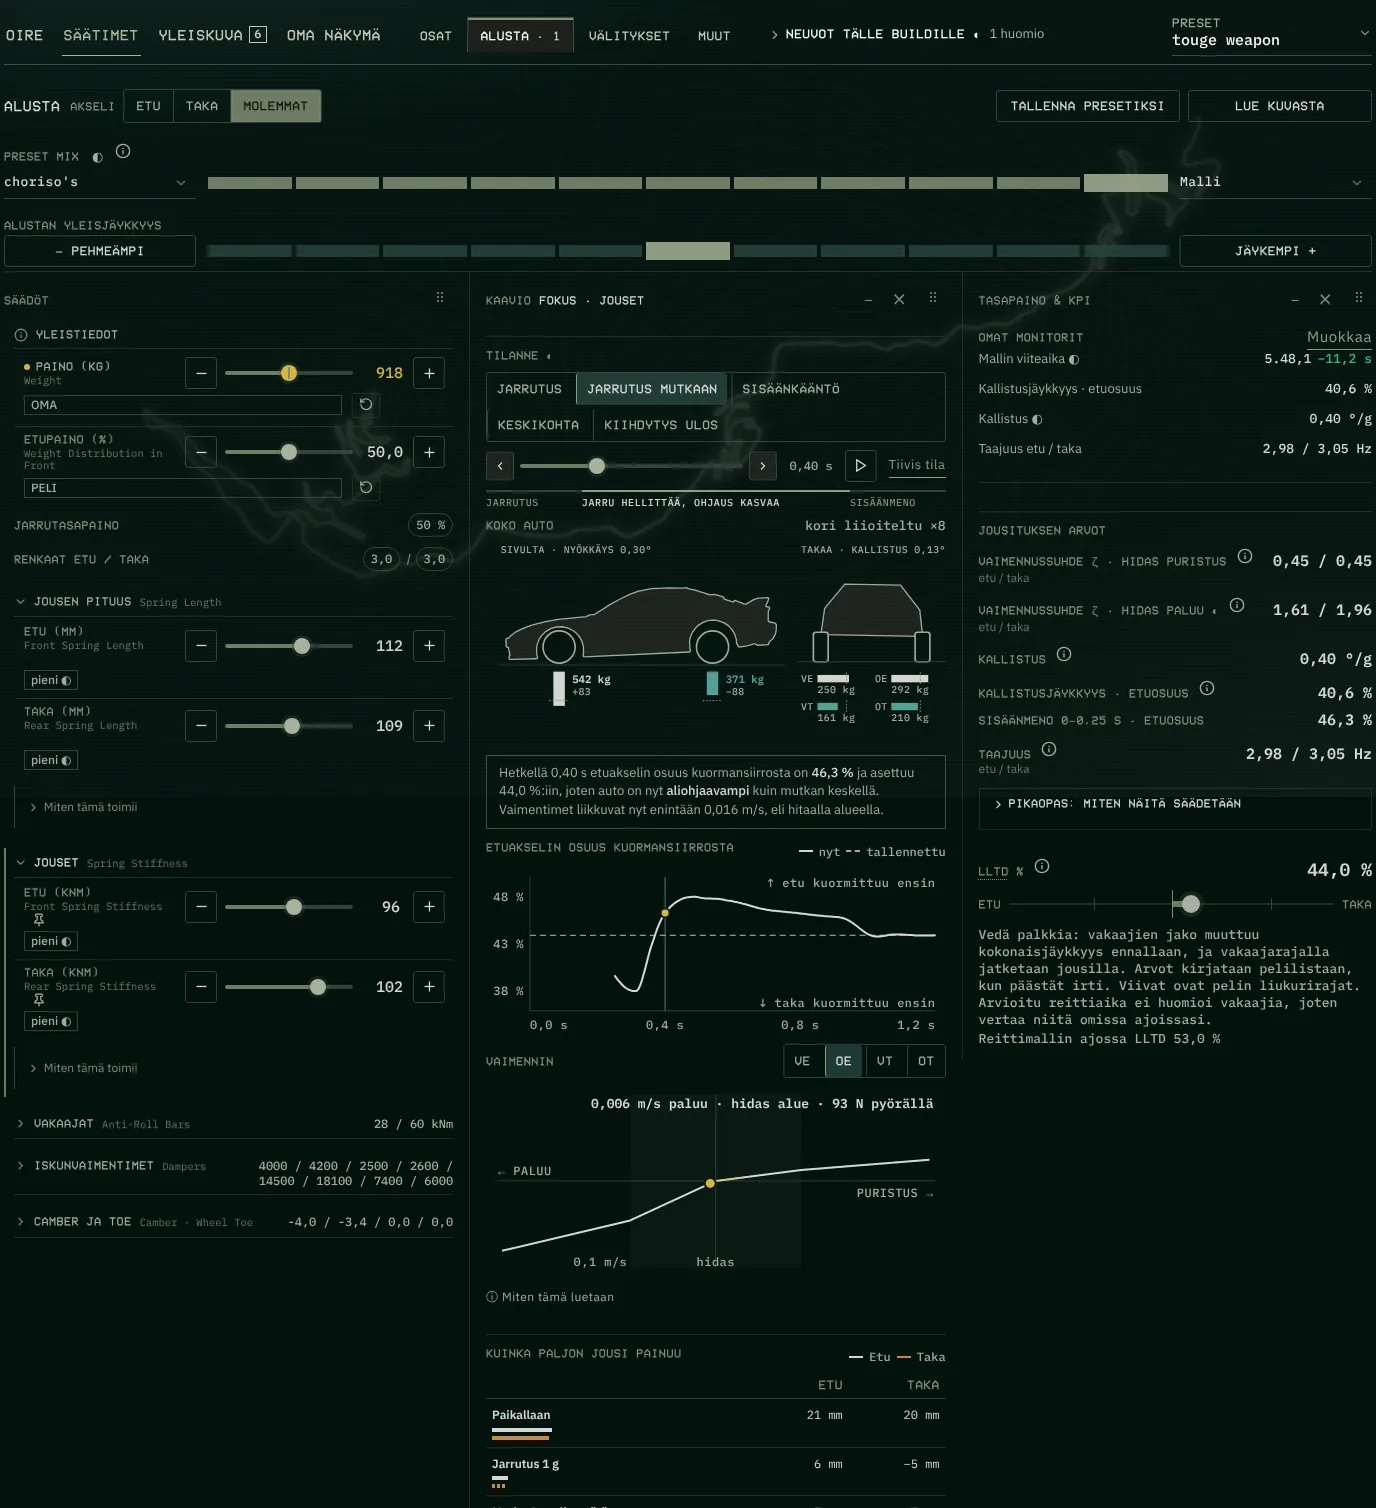 OIRE SÄÄTIMET YLEISKUVA 6 OMA NÄKYMÄ OSAT ALUSTA · 1 VÄLITYKSET MUUT > NEUVOT TÄLLE BUILDILLE 1 huomio
PRESET
touge weapon
ALUSTA AKSELI ETU TAKA MOLEMMAT TALLENNA PRESETIKSI LUE KUVASTA
PRESET MIX
choriso's Malli
ALUSTAN YLEISJÄYKKYYS
– PEHMEÄMPI JÄYKEMPI +
SÄÄDÖT
YLEISTIEDOT
PAINO (KG)
Weight
− 918 +
OMA
ETUPAINO (%)
Weight Distribution in
Front
− 50,0 +
PELI
JARRUTASAPAINO 50 %
RENKAAT ETU / TAKA 3,0 / 3,0
JOUSEN PITUUS Spring Length
ETU (MM)
Front Spring Length
− 112 +
pieni
TAKA (MM)
Rear Spring Length
− 109 +
pieni
> Miten tämä toimii
JOUSET Spring Stiffness
ETU (KNM)
Front Spring Stiffness
− 96 +
pieni
TAKA (KNM)
Rear Spring Stiffness
− 102 +
pieni
> Miten tämä toimii
> VAKAAJAT Anti-Roll Bars 28 / 60 kNm
> ISKUNVAIMENTIMET Dampers 4000 / 4200 / 2500 / 2600 /
14500 / 18100 / 7400 / 6000
> CAMBER JA TOE Camber · Wheel Toe -4,0 / -3,4 / 0,0 / 0,0
KAAVIO FOKUS · JOUSET
TILANNE
JARRUTUS JARRUTUS MUTKAAN SISÄÄNKÄÄNTÖ
KESKIKOHTA KIIHDYTYS ULOS
0,40 s Tiivis tila
JARRUTUS JARRU HELLITTÄÄ, OHJAUS KASVAA SISÄÄNMENO
KOKO AUTO kori liioiteltu ×8
SIVULTA · NYÖKKÄYS 0,30° TAKAA · KALLISTUS 0,13°
542 kg
+83
371 kg
−88
VE 250 kg
OE 292 kg
VT 161 kg
OT 210 kg
Hetkellä 0,40 s etuakselin osuus kuormansiirrosta on 46,3 % ja asettuu
44,0 %:iin, joten auto on nyt aliohjaavampi kuin mutkan keskellä.
Vaimentimet liikkuvat nyt enintään 0,016 m/s, eli hitaalla alueella.
ETUAKSELIN OSUUS KUORMANSIIRROSTA nyt tallennettu
↑ etu kuormittuu ensin
48 %
43 %
38 %
↓ taka kuormittuu ensin
0,0 s 0,4 s 0,8 s 1,2 s
VAIMENNIN VE OE VT OT
0,006 m/s paluu · hidas alue · 93 N pyörällä
← PALUU
PURISTUS →
0,1 m/s hidas
Miten tämä luetaan
KUINKA PALJON JOUSI PAINUU Etu Taka
ETU TAKA
Paikallaan 21 mm 20 mm
Jarrutus 1 g 6 mm −5 mm
TASAPAINO & KPI
OMAT MONITORIT Muokkaa
Mallin viiteaika 5.48,1 −11,2 s
Kallistusjäykkyys · etuosuus 40,6 %
Kallistus 0,40 °/g
Taajuus etu / taka 2,98 / 3,05 Hz
JOUSITUKSEN ARVOT
VAIMENNUSSUHDE ζ · HIDAS PURISTUS 0,45 / 0,45
etu / taka
VAIMENNUSSUHDE ζ · HIDAS PALUU 1,61 / 1,96
etu / taka
KALLISTUS 0,40 °/g
KALLISTUSJÄYKKYYS · ETUOSUUS 40,6 %
SISÄÄNMENO 0–0,25 S · ETUOSUUS 46,3 %
TAAJUUS 2,98 / 3,05 Hz
etu / taka
> PIKAOPAS: MITEN NÄITÄ SÄÄDETÄÄN
LLTD % 44,0 %
ETU TAKA
Vedä palkkia: vakaajien jako muuttuu
kokonaisjäykkyys ennallaan, ja vakaajarajalla
jatketaan jousilla. Arvot kirjataan pelilistaan,
kun päästät irti. Viivat ovat pelin liukurirajat.
Arvioitu reittiaika ei huomioi vakaajia, joten
vertaa niitä omissa ajoissasi.
Reittimallin ajossa LLTD 53,0 %